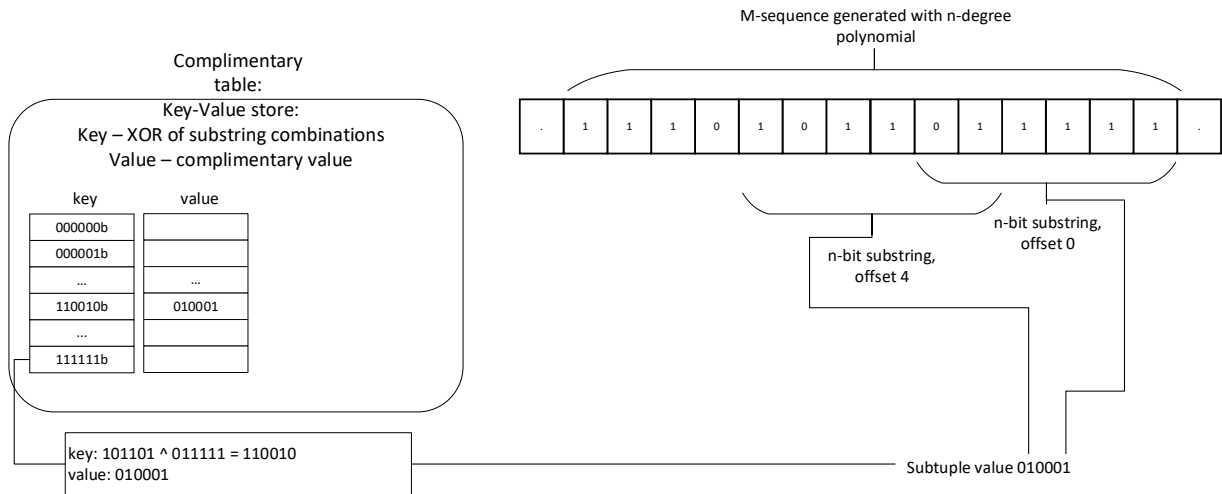 M-sequence generated with n-degree
polynomial
. 1 1 1 0 1 0 1 1 0 1 1 1 1 1 .
n-bit substring,
offset 0
n-bit substring,
offset 4
Complimentary
table:
Key-Value store:
Key – XOR of substring combinations
Value – complimentary value
key value
000000b
000001b
... ...
110010b 010001
...
111111b
key: 101101 ^ 011111 = 110010
value: 010001
Subtuple value 010001